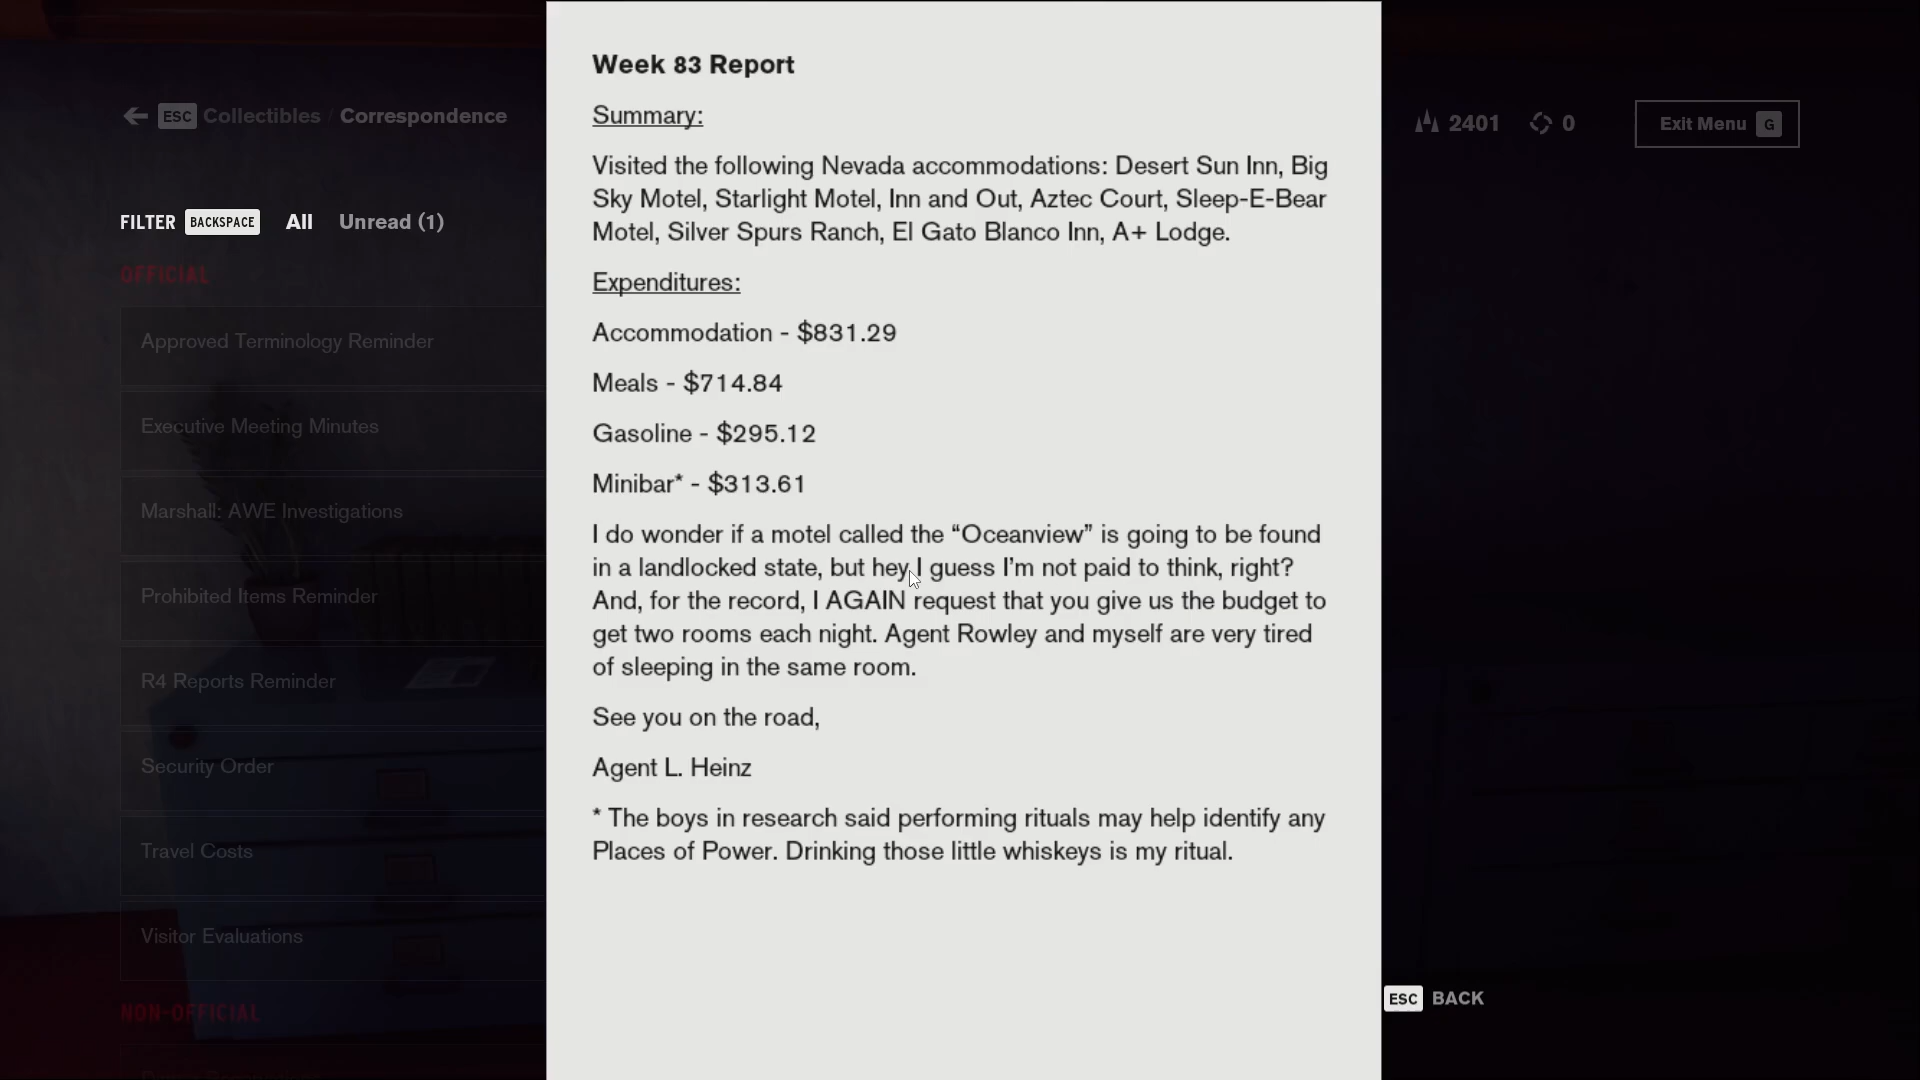 Week 83 Report
Summary:
Visited the following Nevada accommodations: Desert Sun Inn, Big
Sky Motel, Starlight Motel, Inn and Out, Aztec Court, Sleep-E-Bear
Motel, Silver Spurs Ranch, El Gato Blanco Inn, A+ Lodge.
Expenditures:
Accommodation - $831.29
Meals - $714.84
Gasoline - $295.12
Minibar* - $313.61
I do wonder if a motel called the “Oceanview” is going to be found
in a landlocked state, but hey I guess I’m not paid to think, right?
And, for the record, I AGAIN request that you give us the budget to
get two rooms each night. Agent Rowley and myself are very tired
of sleeping in the same room.
See you on the road,
Agent L. Heinz
* The boys in research said performing rituals may help identify any
Places of Power. Drinking those little whiskeys is my ritual.
ESC Collectibles / Correspondence
2401 0 Exit Menu G
FILTER BACKSPACE All Unread (1)
OFFICIAL
Approved Terminology Reminder
Executive Meeting Minutes
Marshall: AWE Investigations
Prohibited Items Reminder
R4 Reports Reminder
Security Order
Travel Costs
Visitor Evaluations
NON-OFFICIAL
ESC BACK